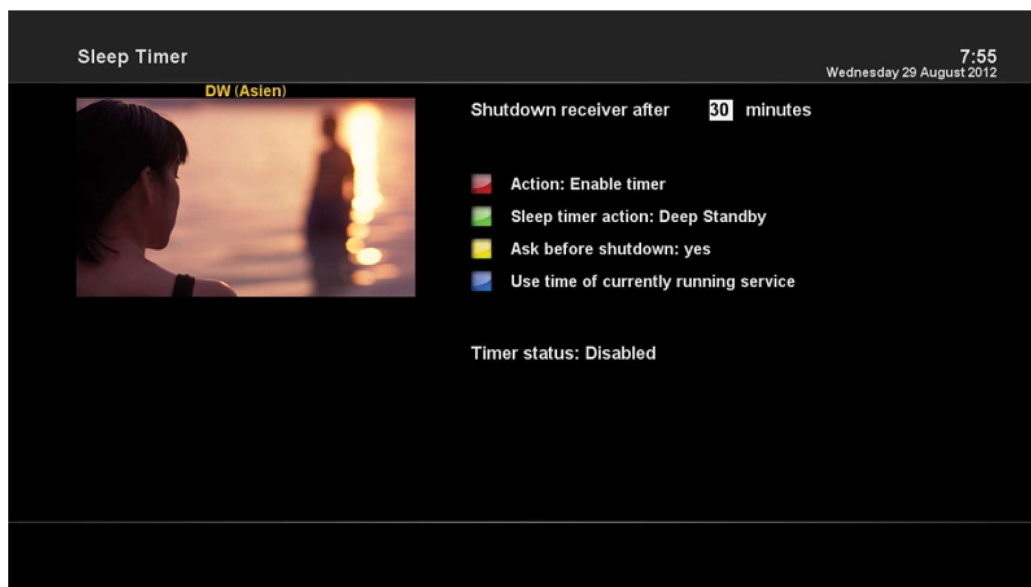 Sleep Timer
7:55
Wednesday 29 August 2012
DW (Asien)
Shutdown receiver after 30 minutes
Action: Enable timer
Sleep timer action: Deep Standby
Ask before shutdown: yes
Use time of currently running service
Timer status: Disabled